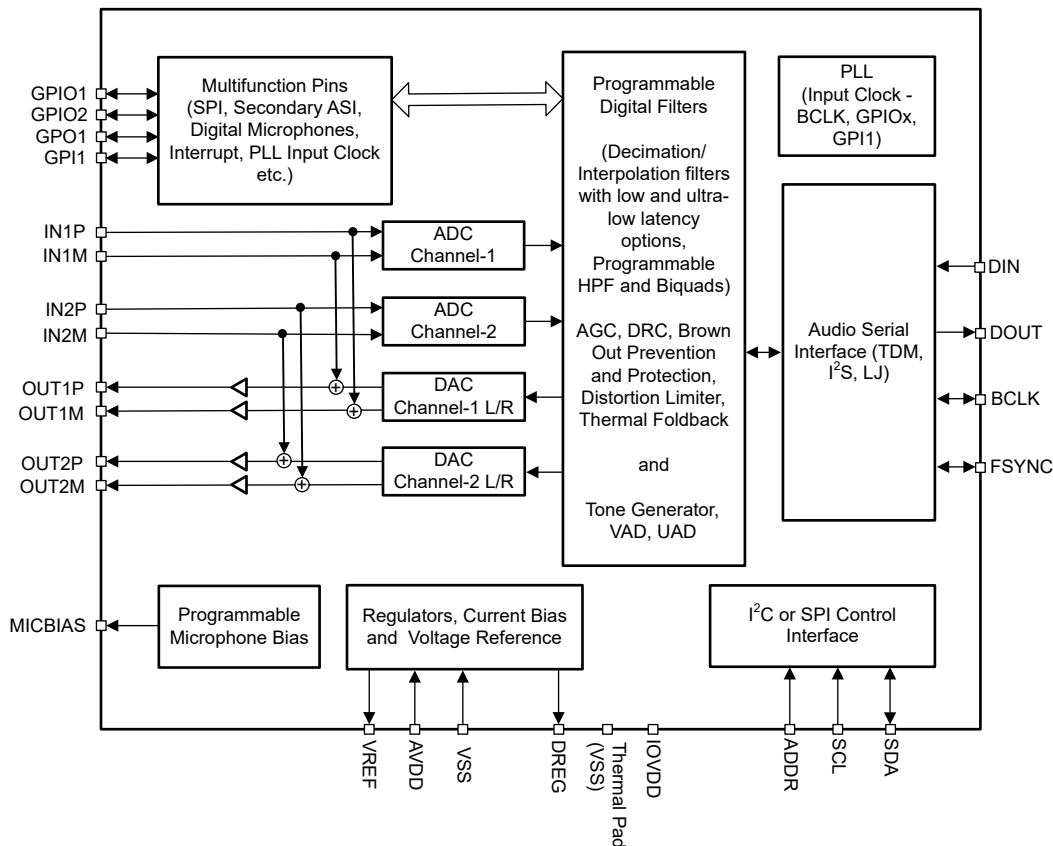 GPIO1
GPIO2
GPO1
GPI1
Multifunction Pins
(SPI, Secondary ASI,
Digital Microphones,
Interrupt, PLL Input Clock
etc.)
Programmable
Digital Filters
(Decimation/
Interpolation filters
with low and ultra-
low latency
options,
Programmable
HPF and Biquads)
AGC, DRC, Brown
Out Prevention
and Protection,
Distortion Limiter,
Thermal Foldback
and
Tone Generator,
VAD, UAD
PLL
(Input Clock -
BCLK, GPIOx,
GPI1)
IN1P
IN1M
IN2P
IN2M
OUT1P
OUT1M
OUT2P
OUT2M
ADC
Channel-1
ADC
Channel-2
DAC
Channel-1 L/R
DAC
Channel-2 L/R
Audio Serial
Interface (TDM,
I²S, LJ)
DIN
DOUT
BCLK
FSYNC
MICBIAS
Programmable
Microphone Bias
Regulators, Current Bias
and Voltage Reference
I²C or SPI Control
Interface
VREF
AVDD
VSS
DREG
Thermal Pad
(VSS)
IOVDD
ADDR
SCL
SDA